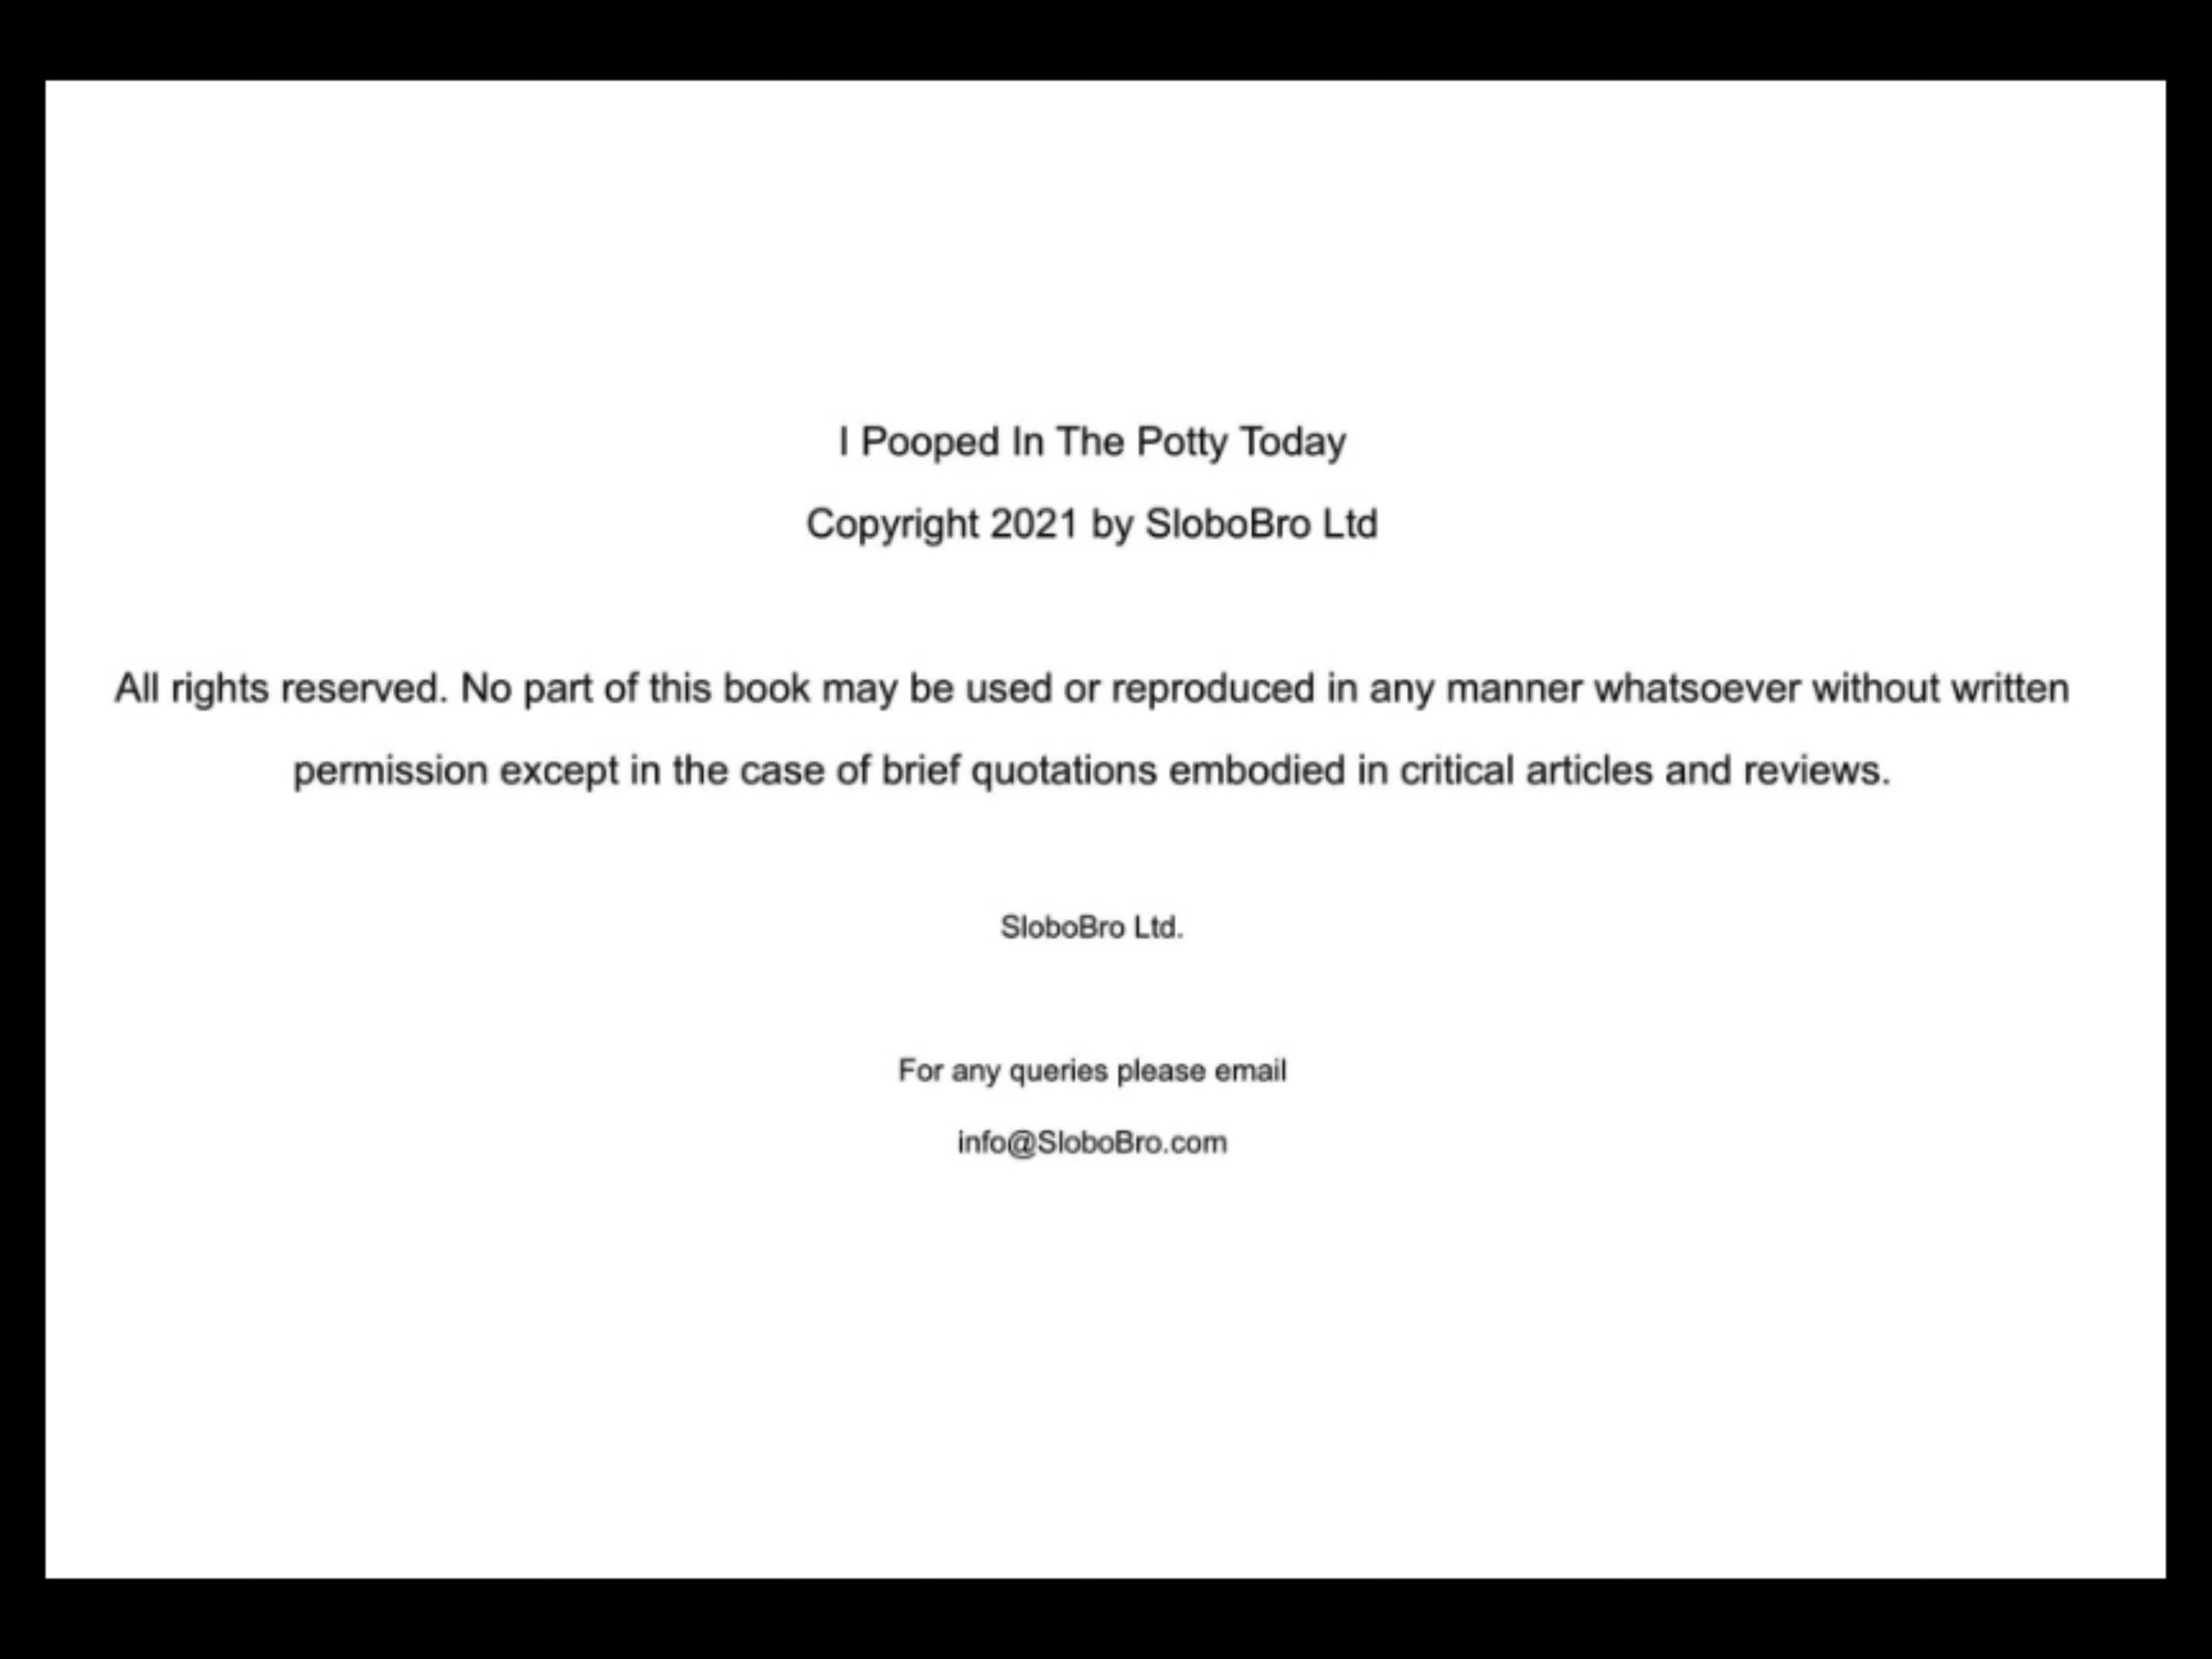 I Pooped In The Potty Today
Copyright 2021 by SloboBro Ltd
All rights reserved. No part of this book may be used or reproduced in any manner whatsoever without written
permission except in the case of brief quotations embodied in critical articles and reviews.
SloboBro Ltd.
For any queries please email
info@SloboBro.com